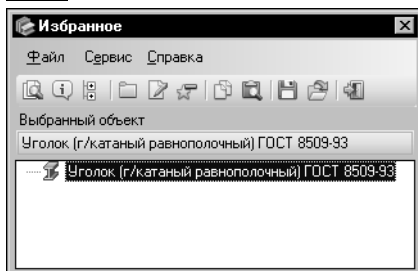 Избранное
Файл Сервис Справка
Выбранный объект
Уголок (г/катаный равнополочный) ГОСТ 8509-93
Уголок (г/катаный равнополочный) ГОСТ 8509-93